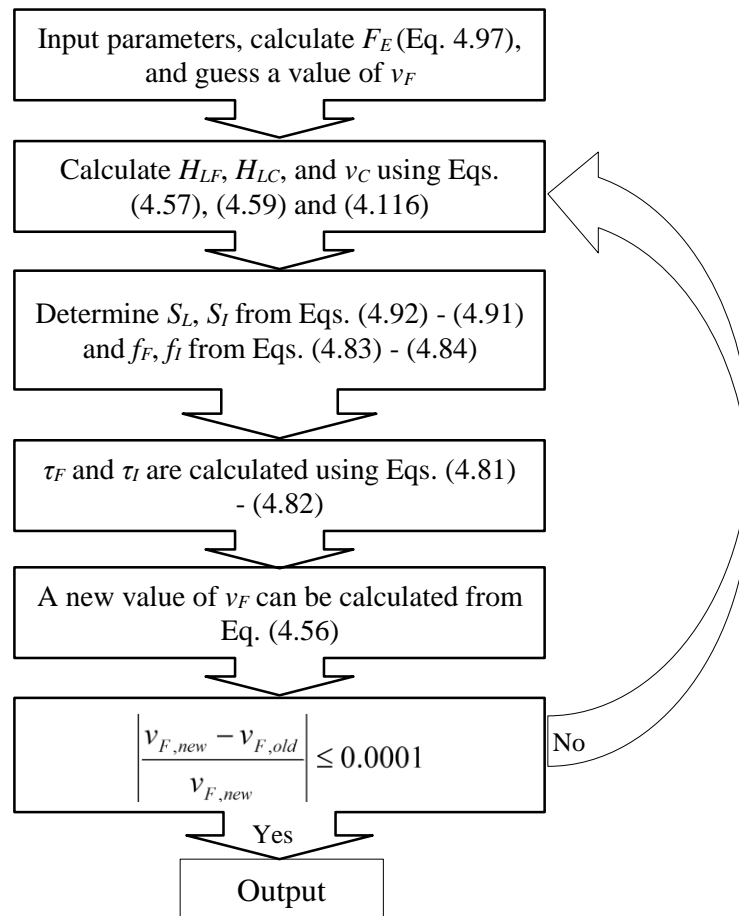 Input parameters, calculate F_E (Eq. 4.97),
and guess a value of v_F
Calculate H_LF, H_LC, and v_C using Eqs.
(4.57), (4.59) and (4.116)
Determine S_L, S_I from Eqs. (4.92) - (4.91)
and f_F, f_I from Eqs. (4.83) - (4.84)
τ_F and τ_I are calculated using Eqs. (4.81)
- (4.82)
A new value of v_F can be calculated from
Eq. (4.56)
|(v_F,new − v_F,old) / v_F,new| ≤ 0.0001
No
Yes
Output